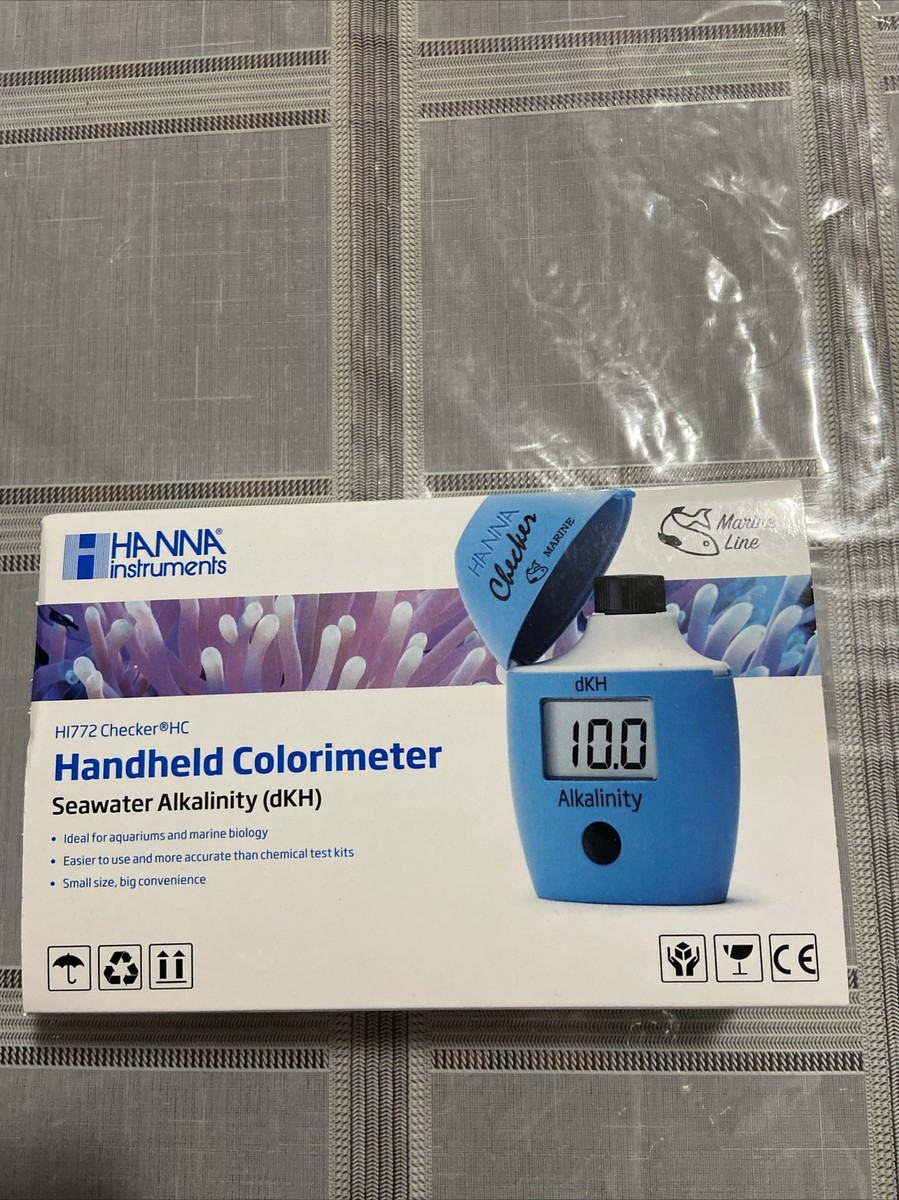 HANNA®
instruments
HANNA
Checker
MARINE
Marine
Line
dKH
10.0
Alkalinity
HI772 Checker®HC
Handheld Colorimeter
Seawater Alkalinity (dKH)
• Ideal for aquariums and marine biology
• Easier to use and more accurate than chemical test kits
• Small size, big convenience
CE